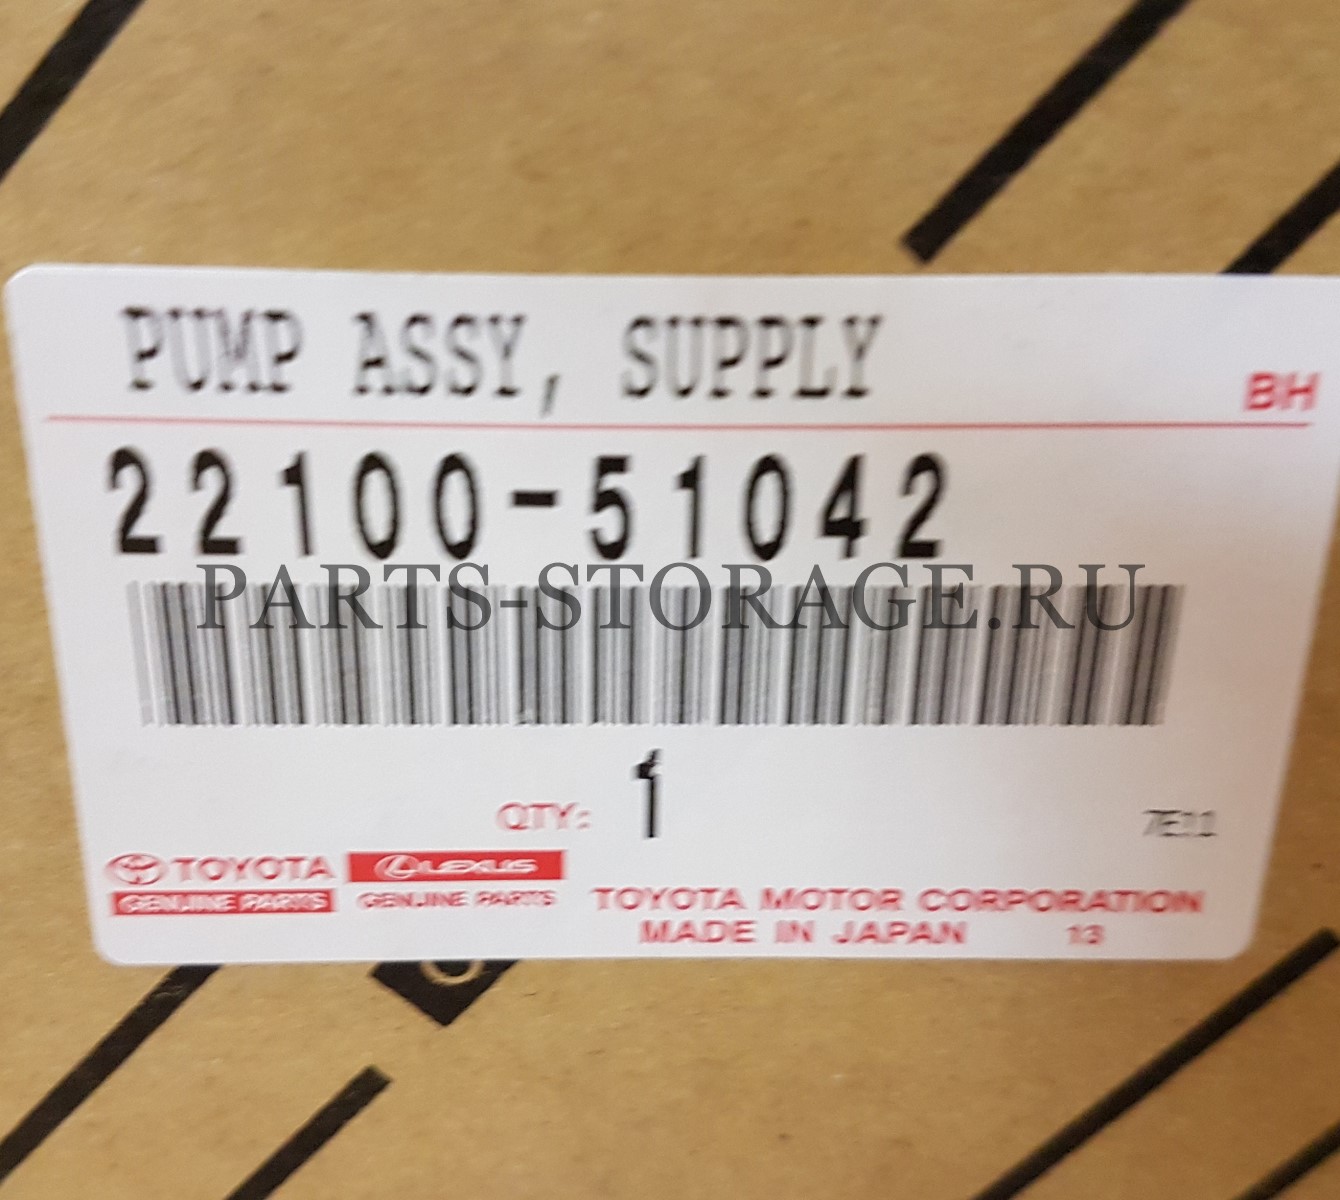 PUMP ASSY, SUPPLY
BH
22100-51042
PARTS-STORAGE.RU
QTY: 1
7E11
TOYOTA LEXUS
GENUINE PARTS GENUINE PARTS
TOYOTA MOTOR CORPORATION
MADE IN JAPAN 13